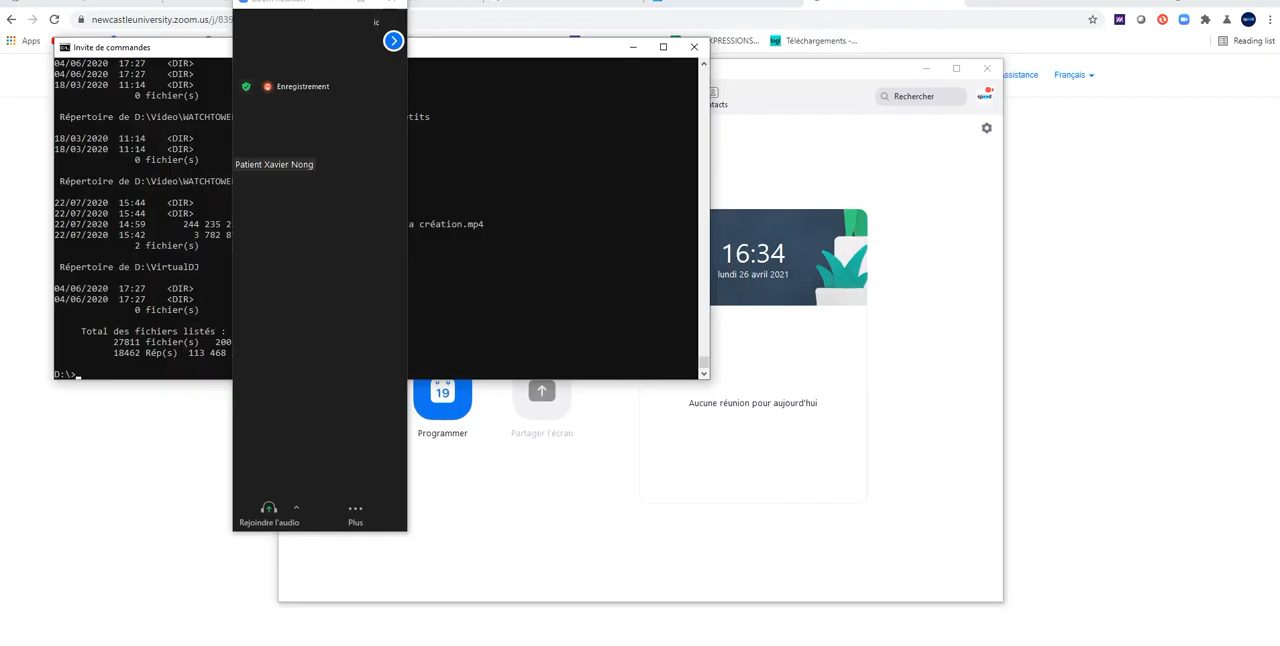 newcastleuniversity.zoom.us/j/839
Apps
EXPRESSIONS...
Téléchargements -...
Reading list
Invite de commandes
04/06/2020 17:27 <DIR>
04/06/2020 17:27 <DIR>
18/03/2020 11:14 <DIR>
0 fichier(s)
Répertoire de D:\Video\WATCHTOWE
etits
18/03/2020 11:14 <DIR>
18/03/2020 11:14 <DIR>
0 fichier(s)
Répertoire de D:\Video\WATCHTOWE
22/07/2020 15:44 <DIR>
22/07/2020 15:44 <DIR>
22/07/2020 14:59 244 235 2
a création.mp4
22/07/2020 15:42 3 782 8
2 fichier(s)
Répertoire de D:\VirtualDJ
04/06/2020 17:27 <DIR>
04/06/2020 17:27 <DIR>
0 fichier(s)
Total des fichiers listés :
27811 fichier(s) 200
18462 Rép(s) 113 468
D:\>
ic
Enregistrement
Patient Xavier Nong
Rejoindre l'audio
Plus
ssistance
Français
tacts
Rechercher
speed
16:34
lundi 26 avril 2021
Aucune réunion pour aujourd'hui
19
Programmer
Partager l'écran